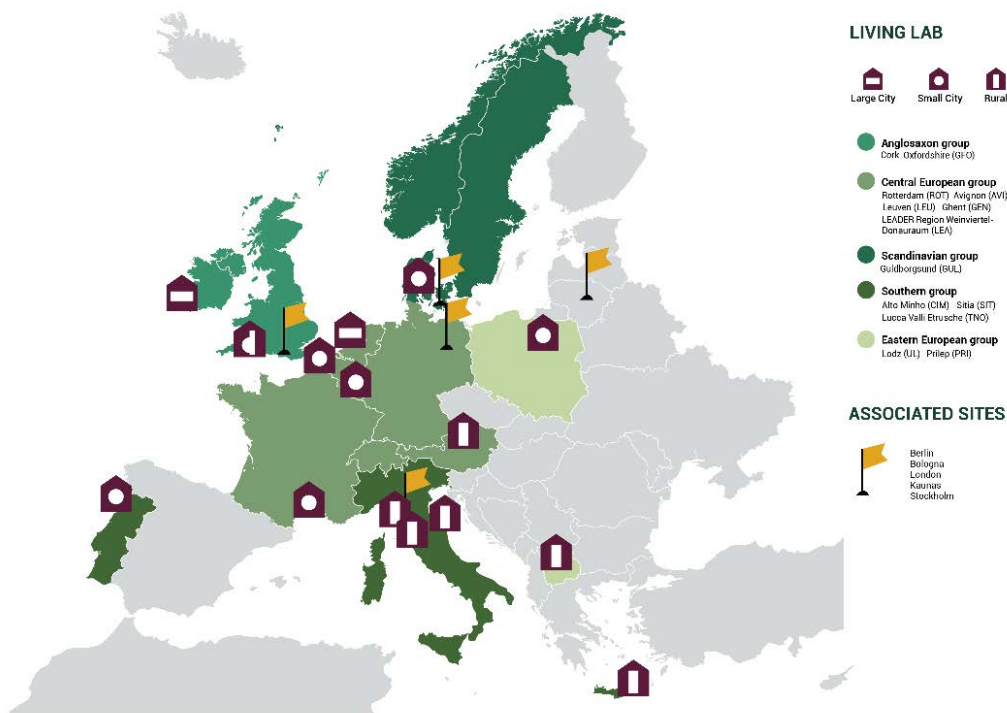 LIVING LAB
Large City Small City Rural
Anglosaxon group
Cork Oxfordshire (GFO)
Central European group
Rotterdam (ROT) Avignon (AVI)
Leuven (LEU) Ghent (GEN)
LEADER Region Weinviertel-
Donauraum (LEA)
Scandinavian group
Guldborgsund (GUL)
Southern group
Alto Minho (CIM) Sitia (SIT)
Lucca Valli Etrusche (TNO)
Eastern European group
Lodz (UL) Prilep (PRI)
ASSOCIATED SITES
Berlin
Bologna
London
Kaunas
Stockholm